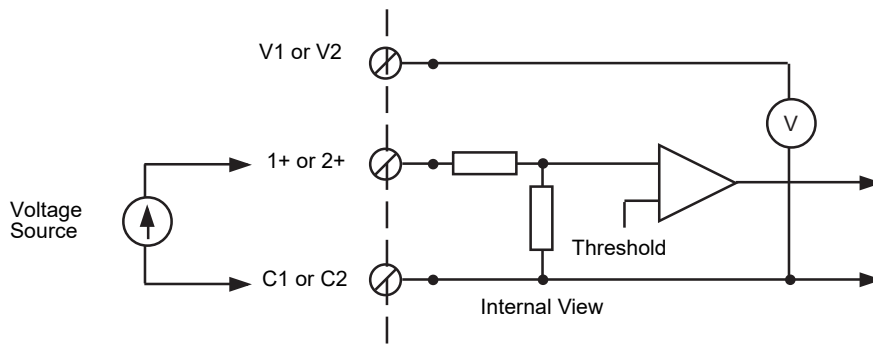 V1 or V2
V
1+ or 2+
Voltage
Source
Threshold
C1 or C2
Internal View